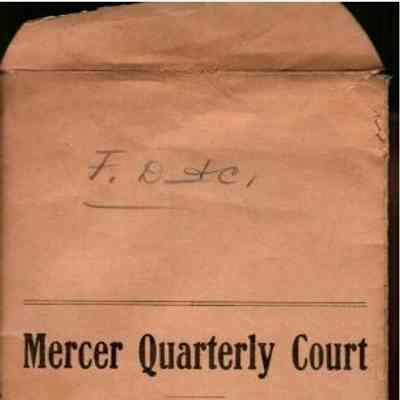 F. D & C.
Mercer Quarterly Court